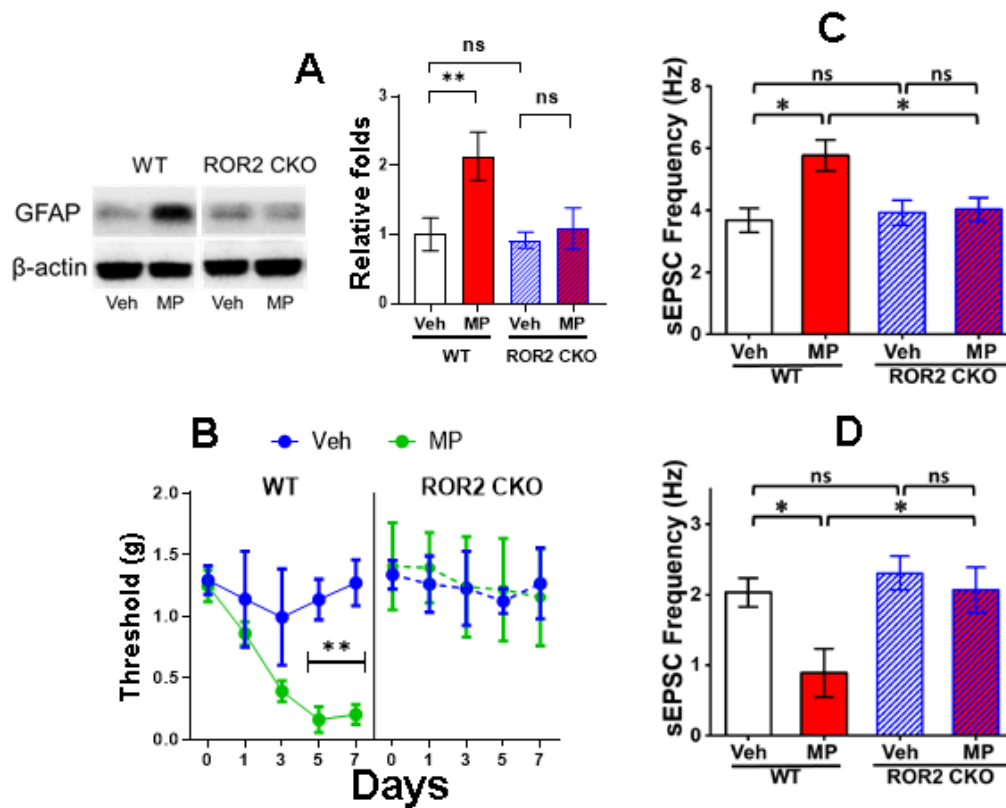 A
WT ROR2 CKO
GFAP
β-actin
Veh MP Veh MP
Relative folds
3
2
1
0
ns
**
ns
Veh MP Veh MP
WT ROR2 CKO
C
sEPSC Frequency (Hz)
8
6
4
2
0
ns ns
* *
Veh MP Veh MP
WT ROR2 CKO
B
Veh MP
WT ROR2 CKO
Threshold (g)
2.0
1.5
1.0
0.5
0.0
**
0 1 3 5 7 0 1 3 5 7
Days
D
sEPSC Frequency (Hz)
3
2
1
0
ns ns
* *
Veh MP Veh MP
WT ROR2 CKO